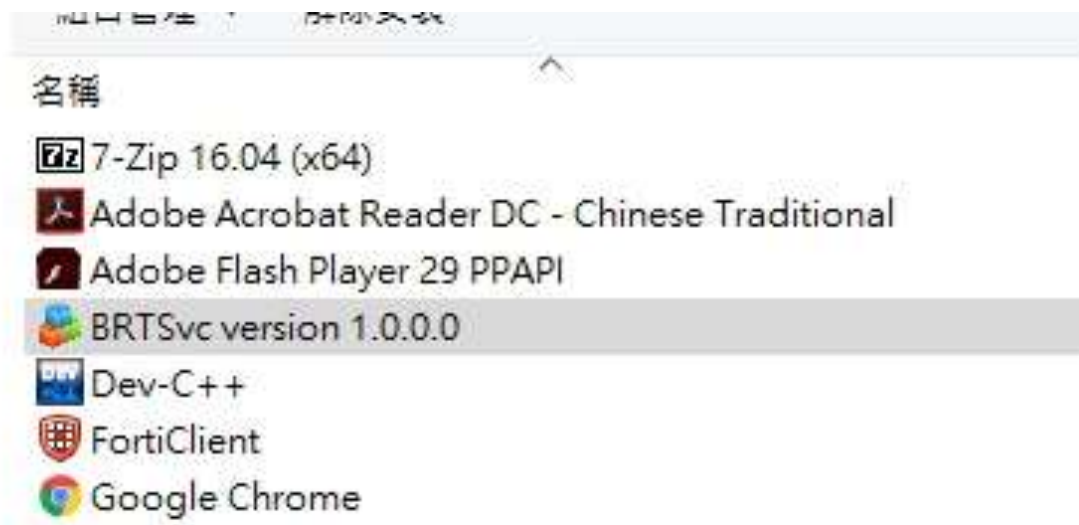 名稱
7-Zip 16.04 (x64)
Adobe Acrobat Reader DC - Chinese Traditional
Adobe Flash Player 29 PPAPI
BRTSvc version 1.0.0.0
Dev-C++
FortiClient
Google Chrome